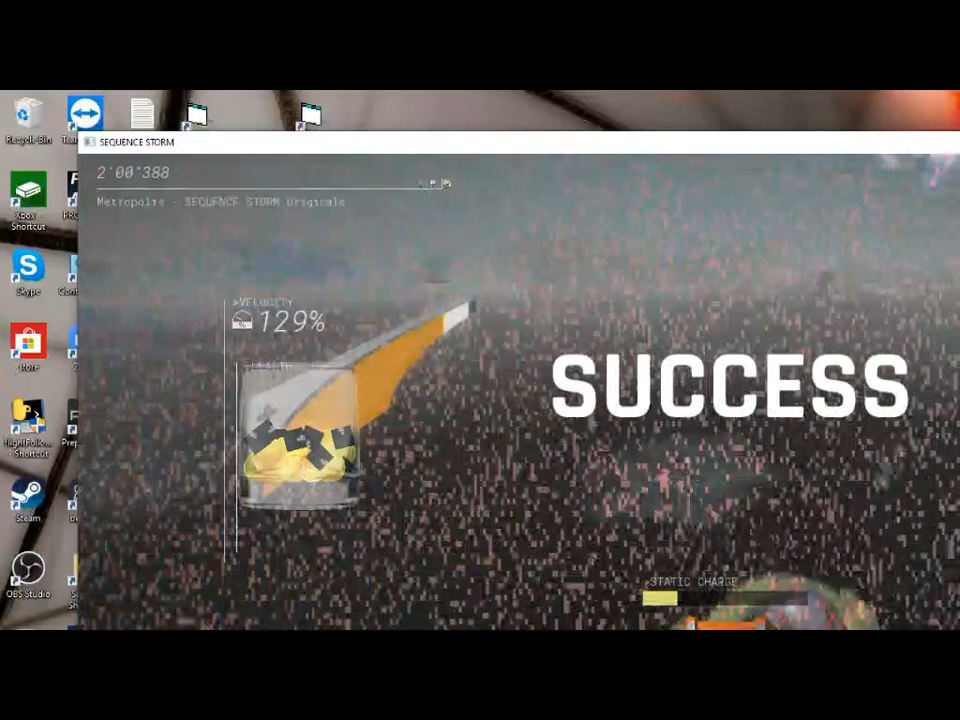 Recycle Bin
SEQUENCE STORM
2'00"388
Metropolis - SEQUENCE STORM Originals
Xbox -
Shortcut
Skype
>VELOCITY
129%
SUCCESS
- Shortcut
Steam
>STATIC CHARGE
OBS Studio